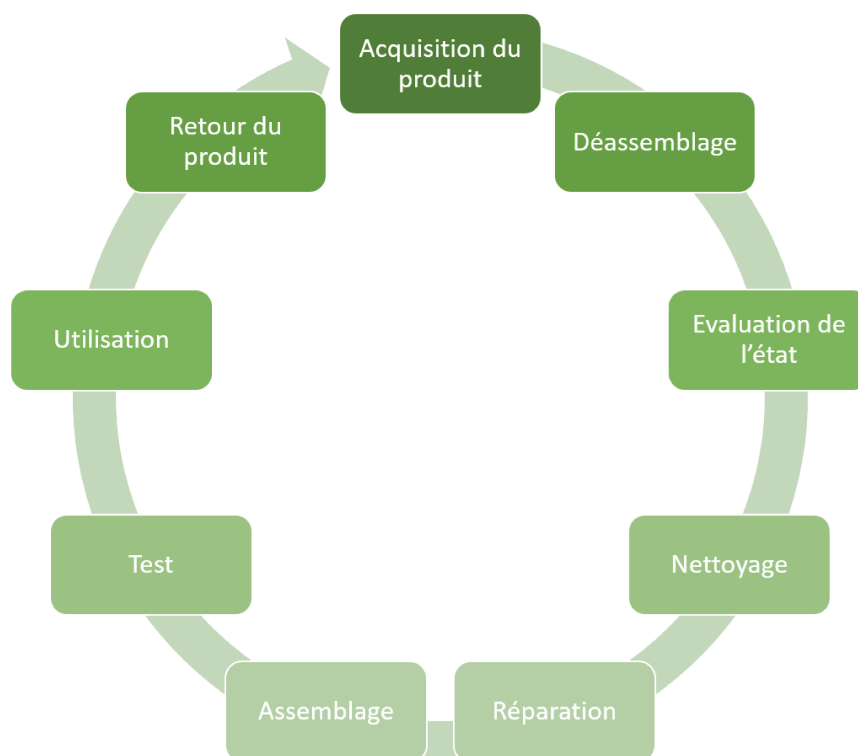 Acquisition du
produit
Déassemblage
Evaluation de
l’état
Nettoyage
Réparation
Assemblage
Test
Utilisation
Retour du
produit